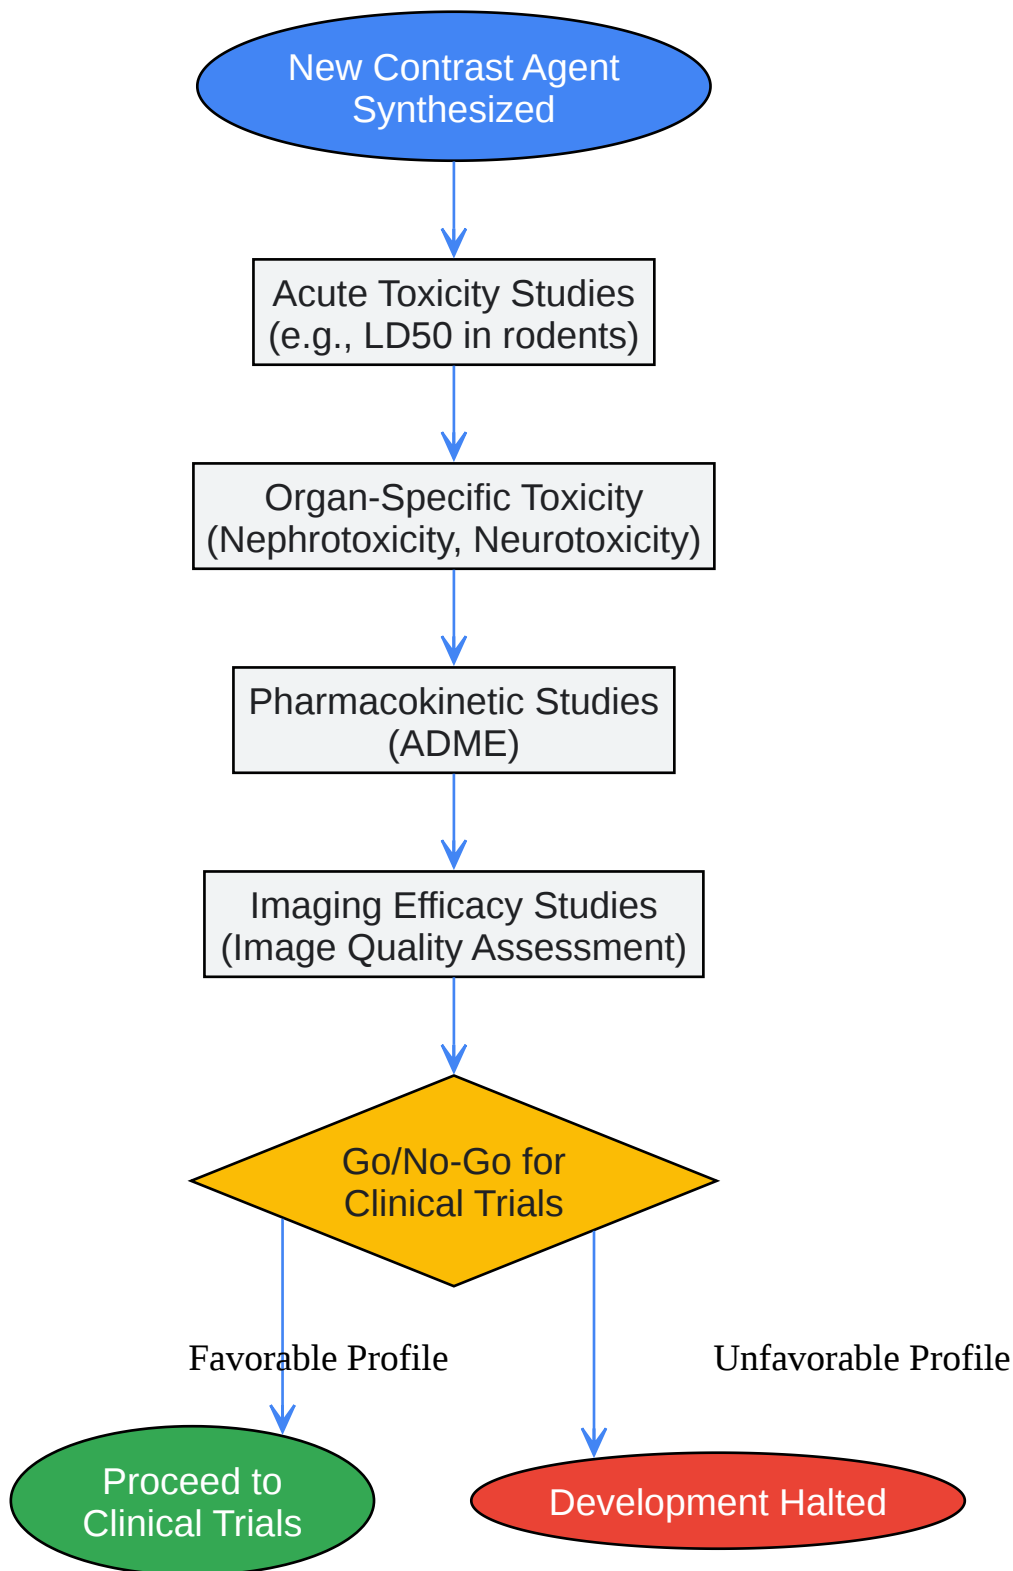 New Contrast Agent
Synthesized
Acute Toxicity Studies
(e.g., LD50 in rodents)
Organ-Specific Toxicity
(Nephrotoxicity, Neurotoxicity)
Pharmacokinetic Studies
(ADME)
Imaging Efficacy Studies
(Image Quality Assessment)
Go/No-Go for
Clinical Trials
Favorable Profile
Unfavorable Profile
Proceed to
Clinical Trials
Development Halted